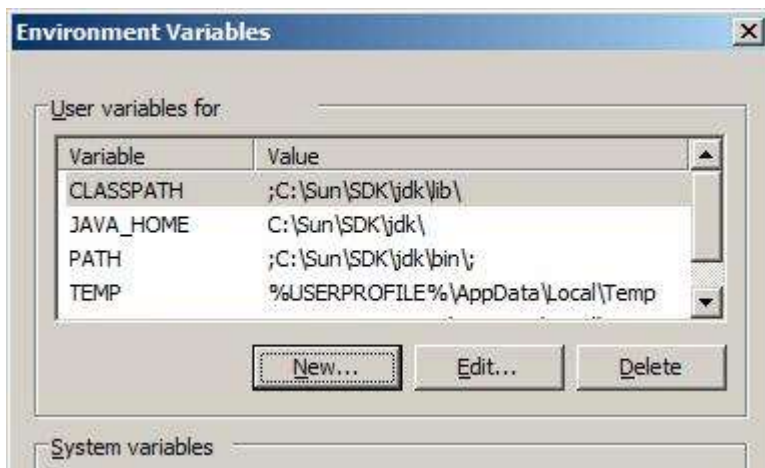 Environment Variables
User variables for
Variable Value
CLASSPATH ;C:\Sun\SDK\jdk\lib\
JAVA_HOME C:\Sun\SDK\jdk\
PATH ;C:\Sun\SDK\jdk\bin\;
TEMP %USERPROFILE%\AppData\Local\Temp
New... Edit... Delete
System variables